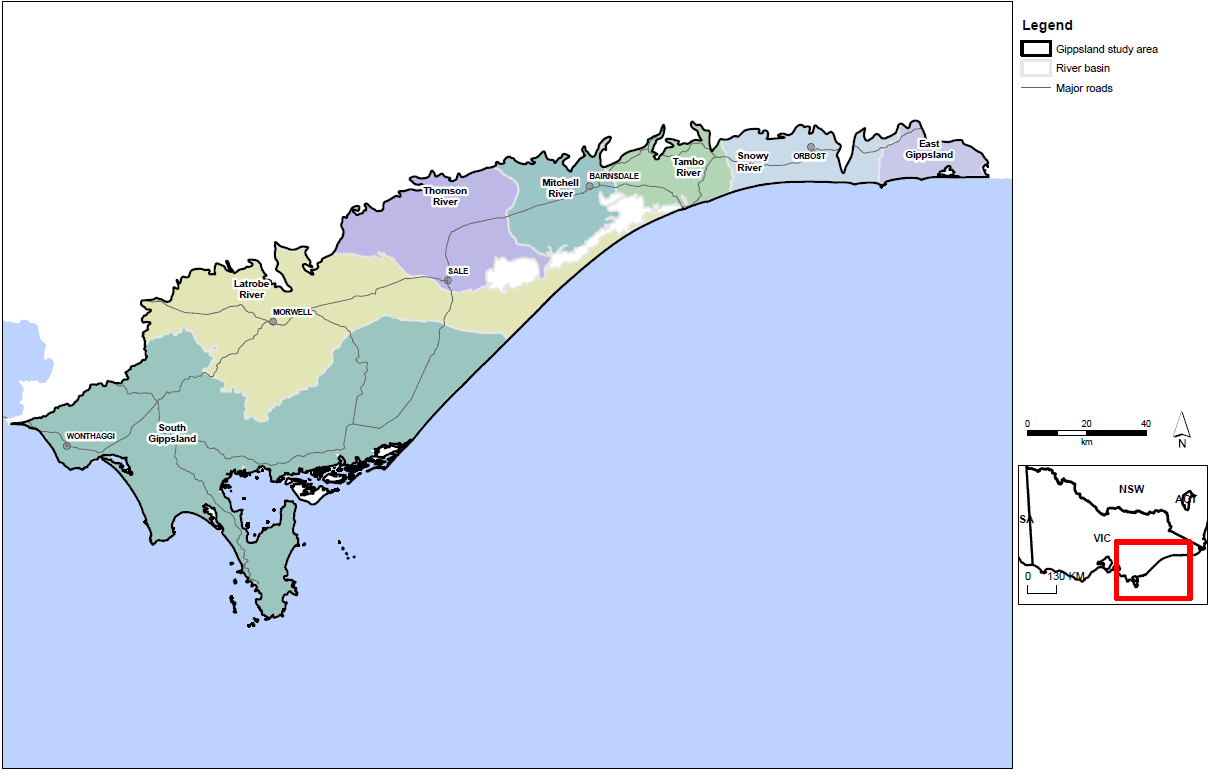 Legend
Gippsland study area
River basin
Major roads
East
Gippsland
Snowy
River
ORBOST
Tambo
River
BAIRNSDALE
Mitchell
River
Thomson
River
SALE
Latrobe
River
MORWELL
South
Gippsland
WONTHAGGI
0 20 40
km
N
NSW
ACT
SA
VIC
0 130 KM